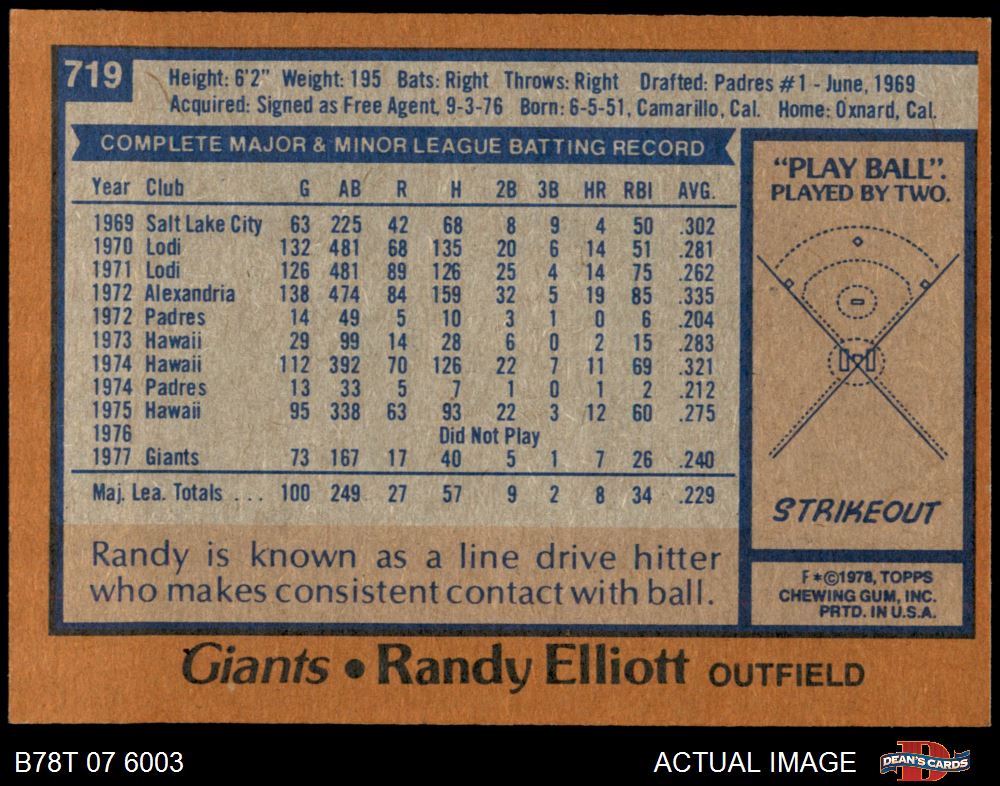 719
Height: 6'2" Weight: 195 Bats: Right Throws: Right Drafted: Padres #1 - June, 1969
Acquired: Signed as Free Agent, 9-3-76 Born: 6-5-51, Camarillo, Cal. Home: Oxnard, Cal.
COMPLETE MAJOR & MINOR LEAGUE BATTING RECORD
Year Club G AB R H 2B 3B HR RBI AVG.
1969 Salt Lake City 63 225 42 68 8 9 4 50 .302
1970 Lodi 132 481 68 135 20 6 14 51 .281
1971 Lodi 126 481 89 126 25 4 14 75 .262
1972 Alexandria 138 474 84 159 32 5 19 85 .335
1972 Padres 14 49 5 10 3 1 0 6 .204
1973 Hawaii 29 99 14 28 6 0 2 15 .283
1974 Hawaii 112 392 70 126 22 7 11 69 .321
1974 Padres 13 33 5 7 1 0 1 2 .212
1975 Hawaii 95 338 63 93 22 3 12 60 .275
1976 Did Not Play
1977 Giants 73 167 17 40 5 1 7 26 .240
Maj. Lea. Totals . . . 100 249 27 57 9 2 8 34 .229
Randy is known as a line drive hitter
who makes consistent contact with ball.
"PLAY BALL".
PLAYED BY TWO.
STRIKEOUT
F*©1978, TOPPS
CHEWING GUM, INC.
PRTD. IN U.S.A.
Giants • Randy Elliott OUTFIELD
B78T 07 6003
ACTUAL IMAGE
D
DEAN'S CARDS